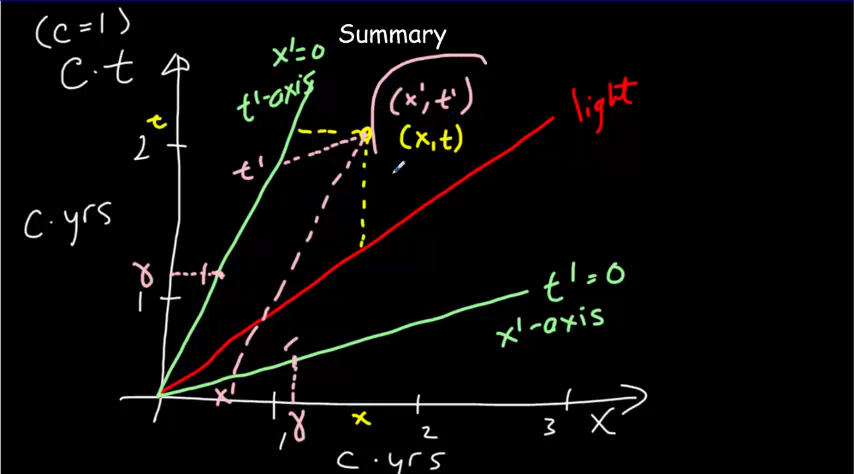 (c=1)
Summary
c·t
x'=0
t'-axis
(x', t')
light
t
(x, t)
2
t'
c·yrs
γ
1
t'=0
x'-axis
x'
1
γ
x
2
3
X
c·yrs